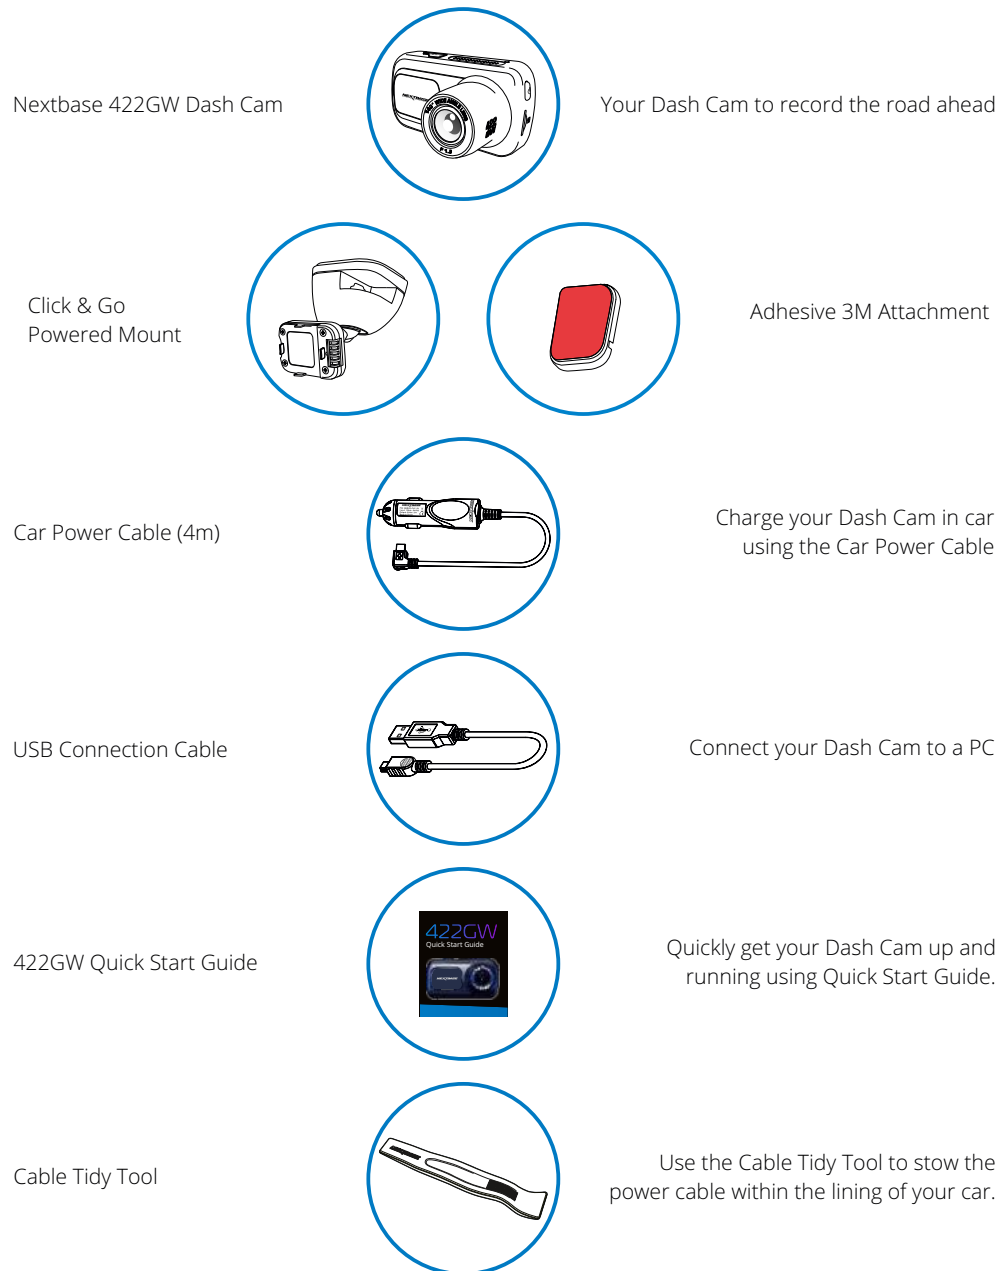 Nextbase 422GW Dash Cam
Your Dash Cam to record the road ahead
Click & Go
Powered Mount
Adhesive 3M Attachment
Car Power Cable (4m)
Charge your Dash Cam in car
using the Car Power Cable
USB Connection Cable
Connect your Dash Cam to a PC
422GW Quick Start Guide
422GW
Quick Start Guide
Quickly get your Dash Cam up and
running using Quick Start Guide.
Cable Tidy Tool
Use the Cable Tidy Tool to stow the
power cable within the lining of your car.